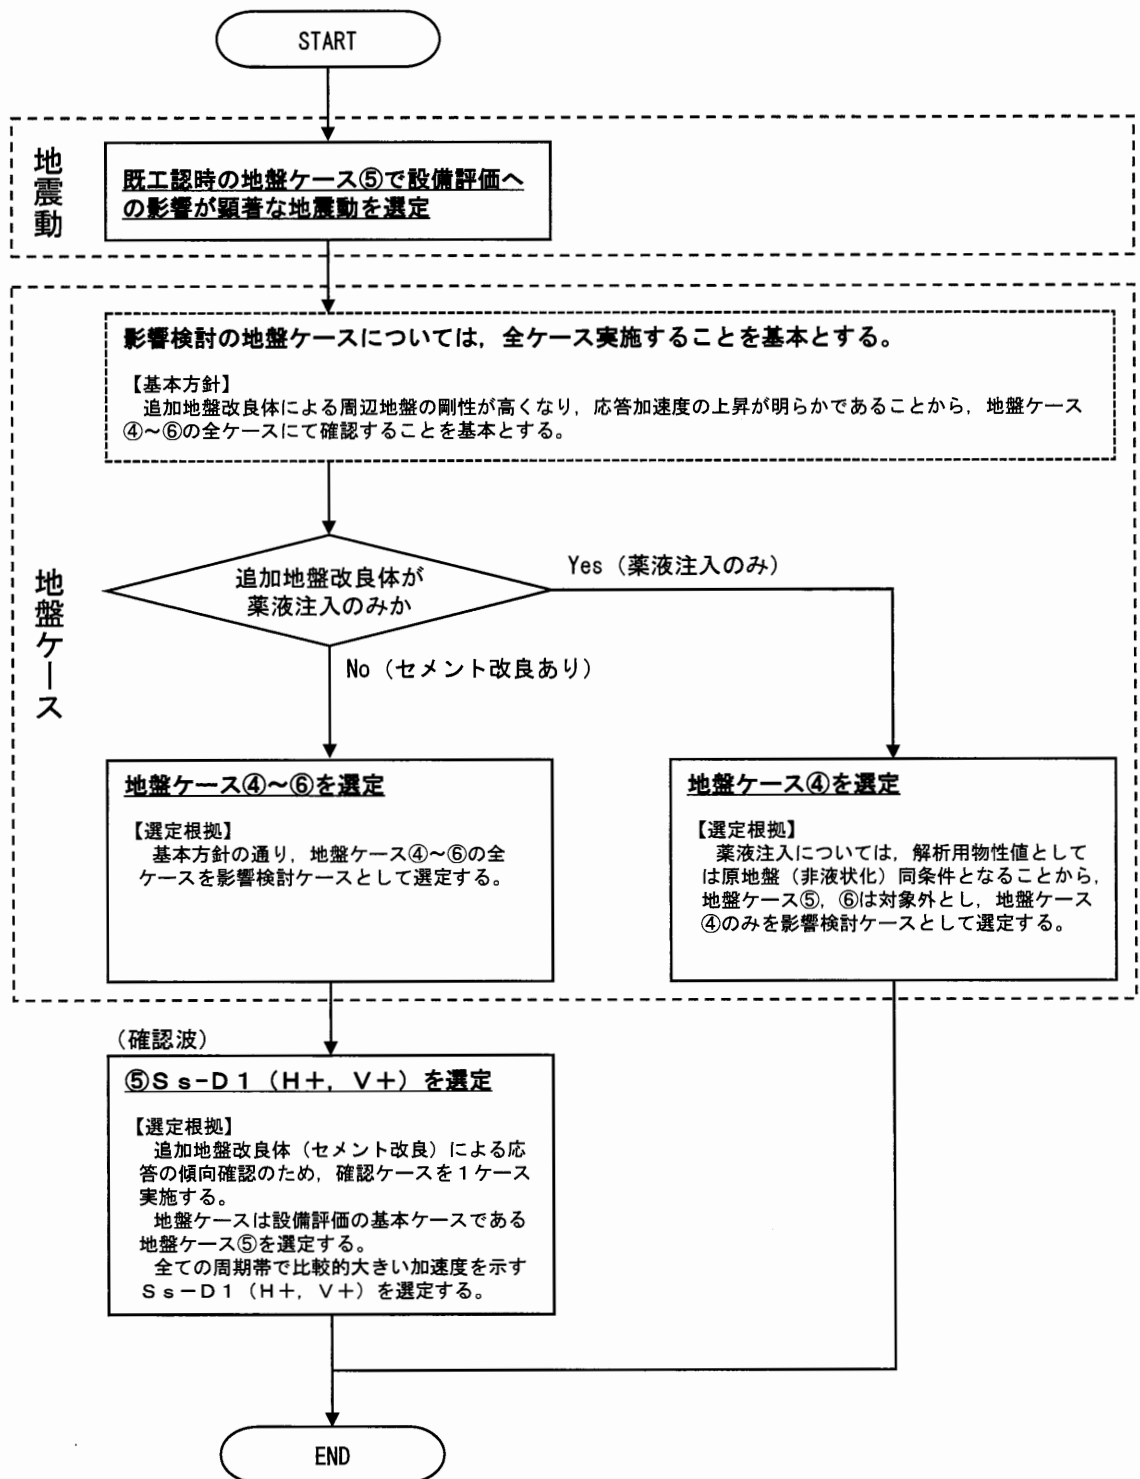 START
地震動
既工認時の地盤ケース⑤で設備評価へ
の影響が顕著な地震動を選定
地盤ケース
影響検討の地盤ケースについては，全ケース実施することを基本とする。
【基本方針】
追加地盤改良体による周辺地盤の剛性が高くなり，応答加速度の上昇が明らかであることから，地盤ケース
④～⑥の全ケースにて確認することを基本とする。
追加地盤改良体が
薬液注入のみか
Yes（薬液注入のみ）
No（セメント改良あり）
地盤ケース④～⑥を選定
【選定根拠】
基本方針の通り，地盤ケース④～⑥の全
ケースを影響検討ケースとして選定する。
地盤ケース④を選定
【選定根拠】
薬液注入については，解析用物性値として
は原地盤（非液状化）同条件となることから，
地盤ケース⑤，⑥は対象外とし，地盤ケース
④のみを影響検討ケースとして選定する。
（確認波）
⑤Ｓｓ-Ｄ１（Ｈ＋，Ｖ＋）を選定
【選定根拠】
追加地盤改良体（セメント改良）による応
答の傾向確認のため，確認ケースを１ケース
実施する。
地盤ケースは設備評価の基本ケースである
地盤ケース⑤を選定する。
全ての周期帯で比較的大きい加速度を示す
Ｓｓ－Ｄ１（Ｈ＋，Ｖ＋）を選定する。
END